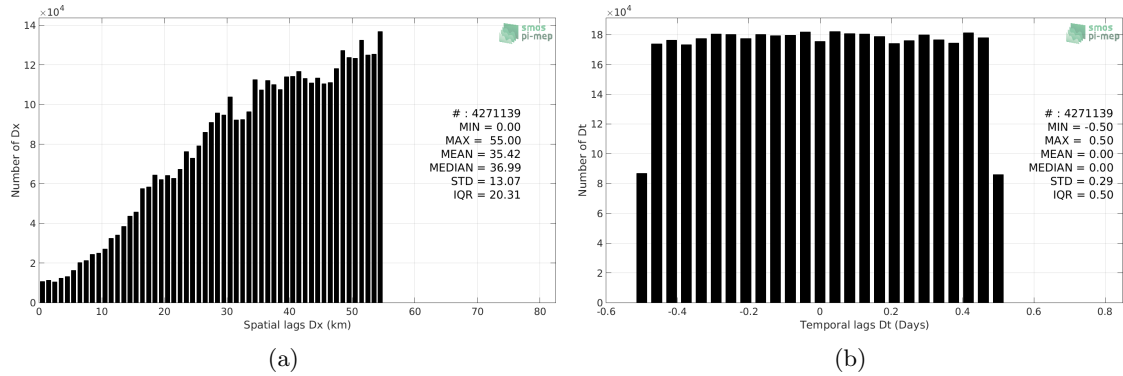 ×10⁴
14
12
10
8
6
4
2
0
Number of Dx
smos
pi-mep
# : 4271139
MIN = 0.00
MAX = 55.00
MEAN = 35.42
MEDIAN = 36.99
STD = 13.07
IQR = 20.31
0 10 20 30 40 50 60 70 80
Spatial lags Dx (km)
(a)
×10⁴
18
16
14
12
10
8
6
4
2
0
Number of Dt
smos
pi-mep
# : 4271139
MIN = -0.50
MAX = 0.50
MEAN = 0.00
MEDIAN = 0.00
STD = 0.29
IQR = 0.50
-0.6 -0.4 -0.2 0 0.2 0.4 0.6 0.8
Temporal lags Dt (Days)
(b)